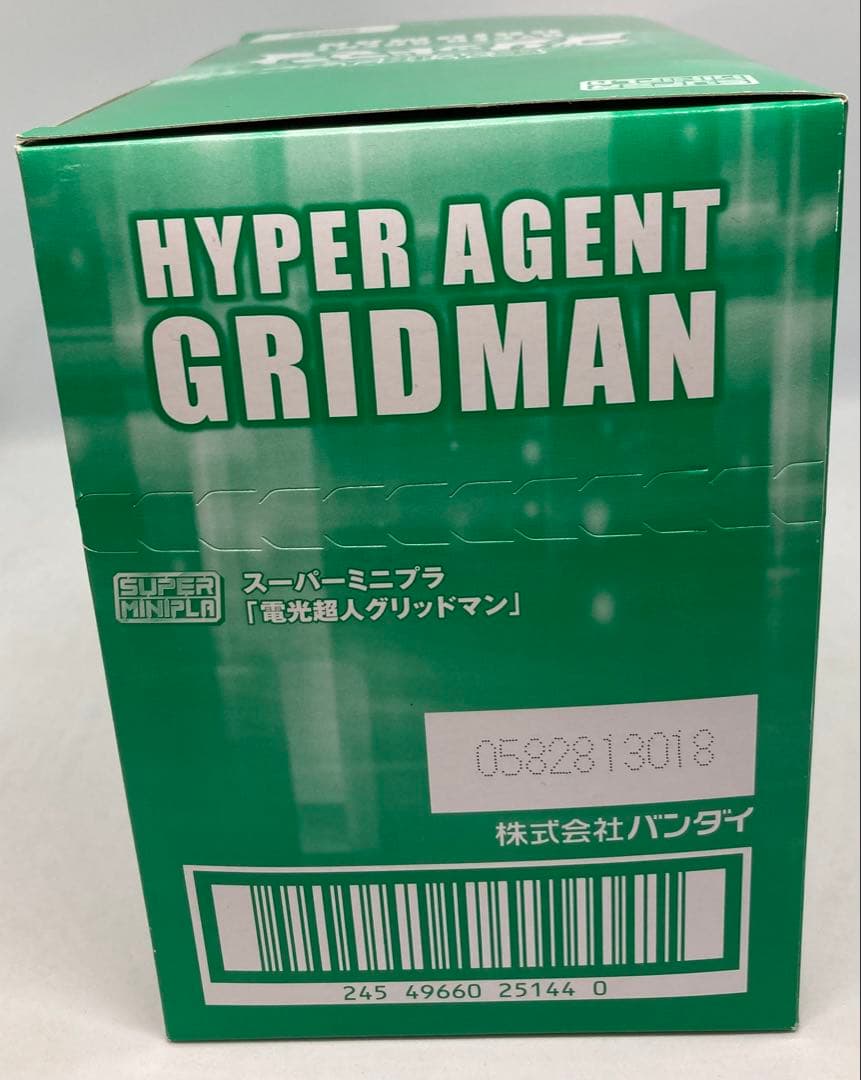 HYPER AGENT
GRIDMAN
SUPER
MINIPLA
スーパーミニプラ
「電光超人グリッドマン」
0582813018
株式会社バンダイ
245 49660 25144 0